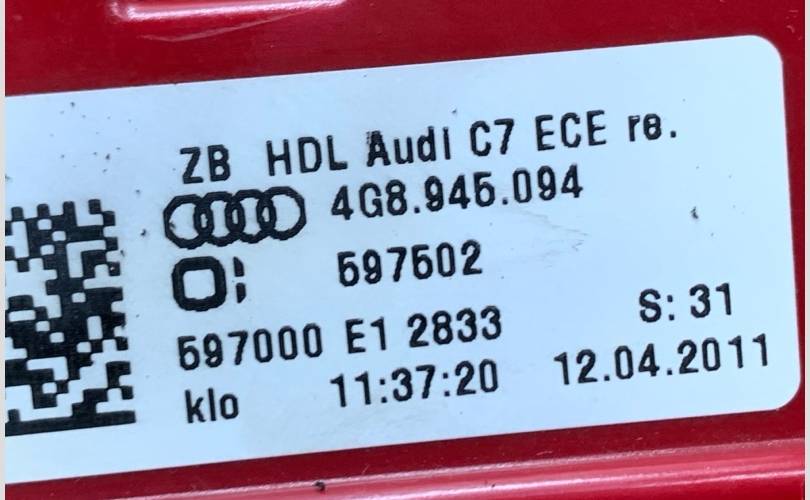 ZB HDL Audi C7 ECE re.
4G8.945.094
597502
597000 E1 2833
S: 31
klo 11:37:20 12.04.2011